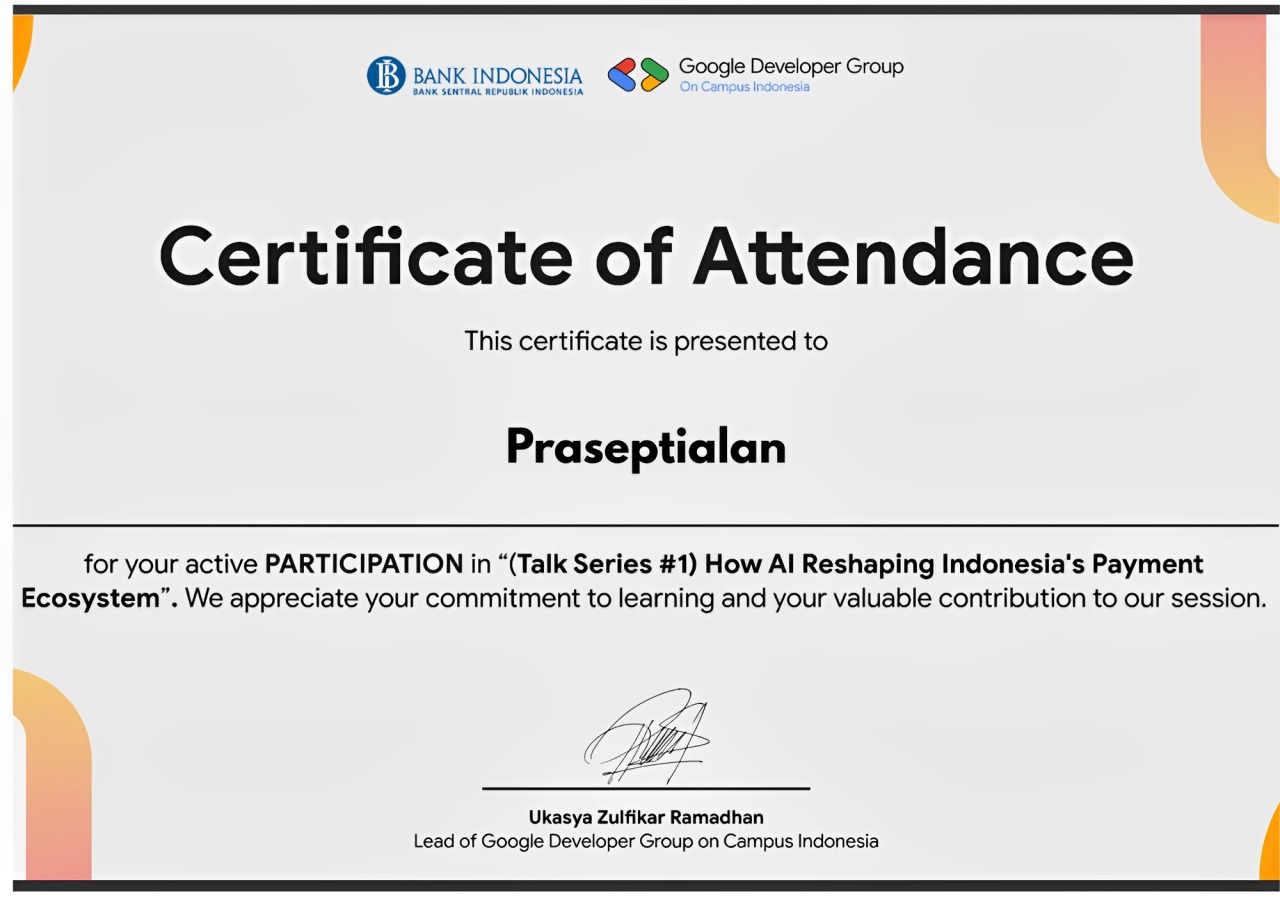 BANK INDONESIA
BANK SENTRAL REPUBLIK INDONESIA
Google Developer Group
On Campus Indonesia
Certificate of Attendance
This certificate is presented to
Praseptialan
for your active PARTICIPATION in “(Talk Series #1) How AI Reshaping Indonesia's Payment
Ecosystem”. We appreciate your commitment to learning and your valuable contribution to our session.
Ukasya Zulfikar Ramadhan
Lead of Google Developer Group on Campus Indonesia